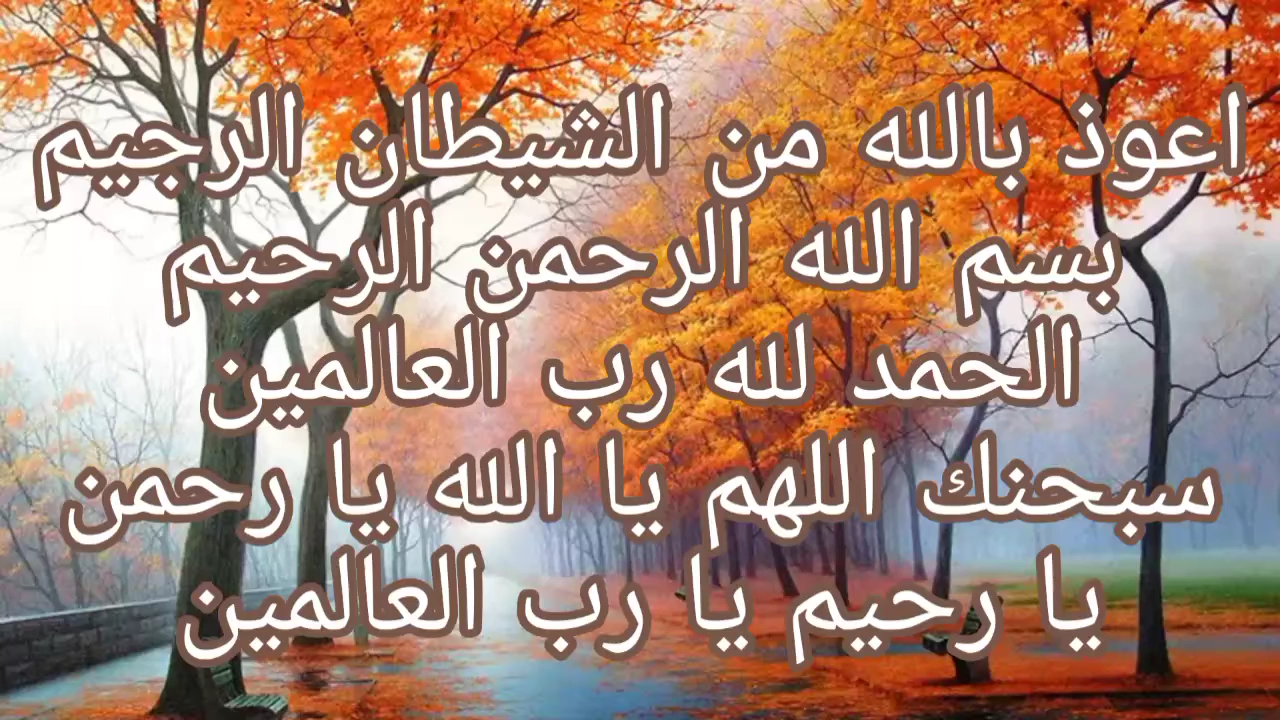 اعوذ بالله من الشيطان الرجيم
بسم الله الرحمن الرحيم
الحمد لله رب العالمين
سبحنك اللهم يا الله يا رحمن
يا رحيم يا رب العالمين